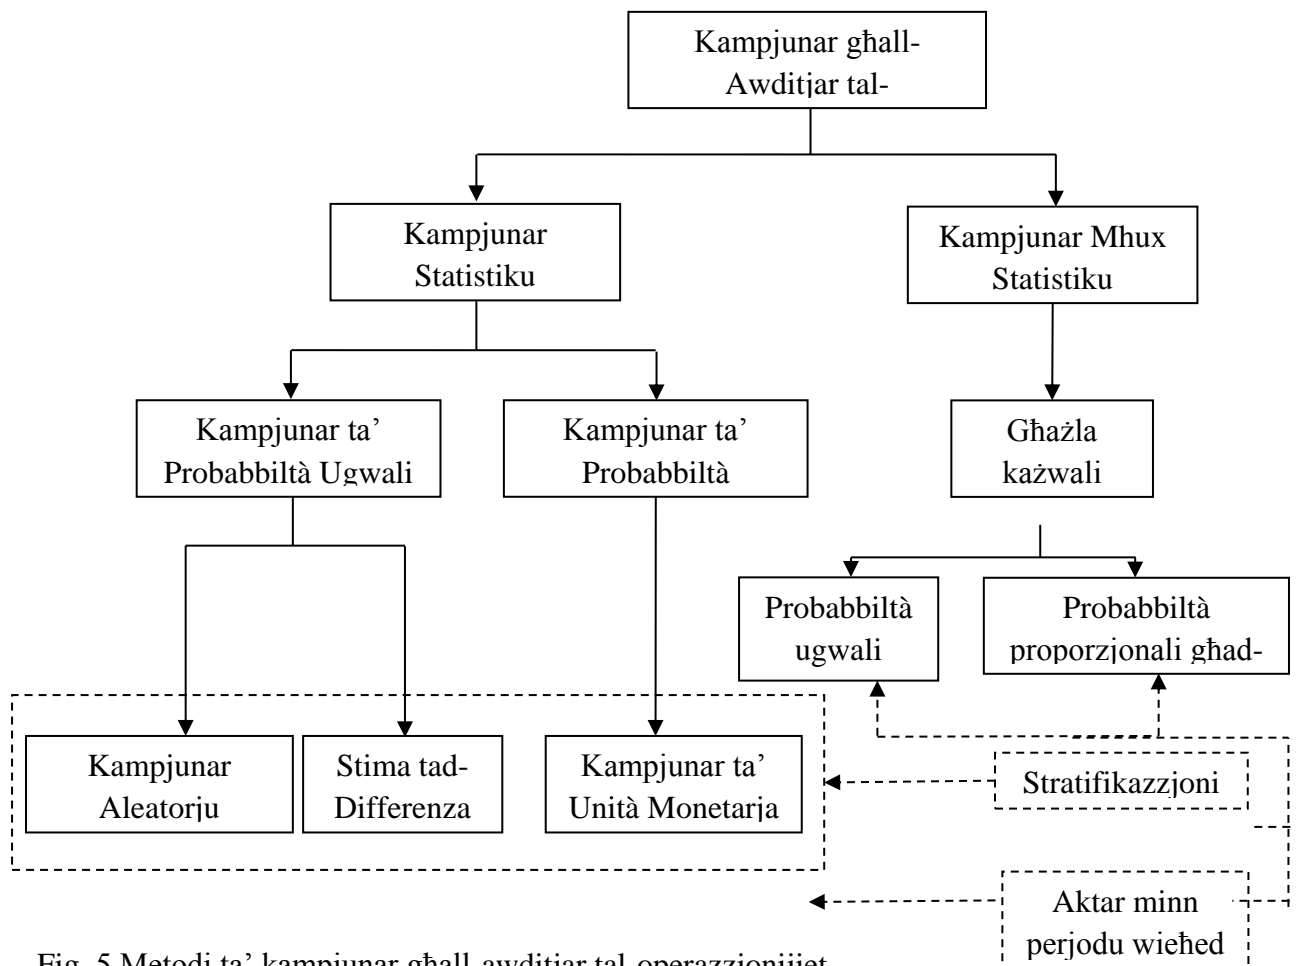 Kampjunar għall-
Awditjar tal-
Kampjunar
Statistiku
Kampjunar Mhux
Statistiku
Kampjunar ta’
Probabbiltà Ugwali
Kampjunar ta’
Probabbiltà
Għażla
każwali
Probabbiltà
ugwali
Probabbiltà
proporzjonali għad-
Kampjunar
Aleatorju
Stima tad-
Differenza
Kampjunar ta’
Unità Monetarja
Stratifikazzjoni
Aktar minn
perjodu wieħed
Fig. 5 Metodi ta’ kampjunar għall-awditjar tal-operazzjonijiet